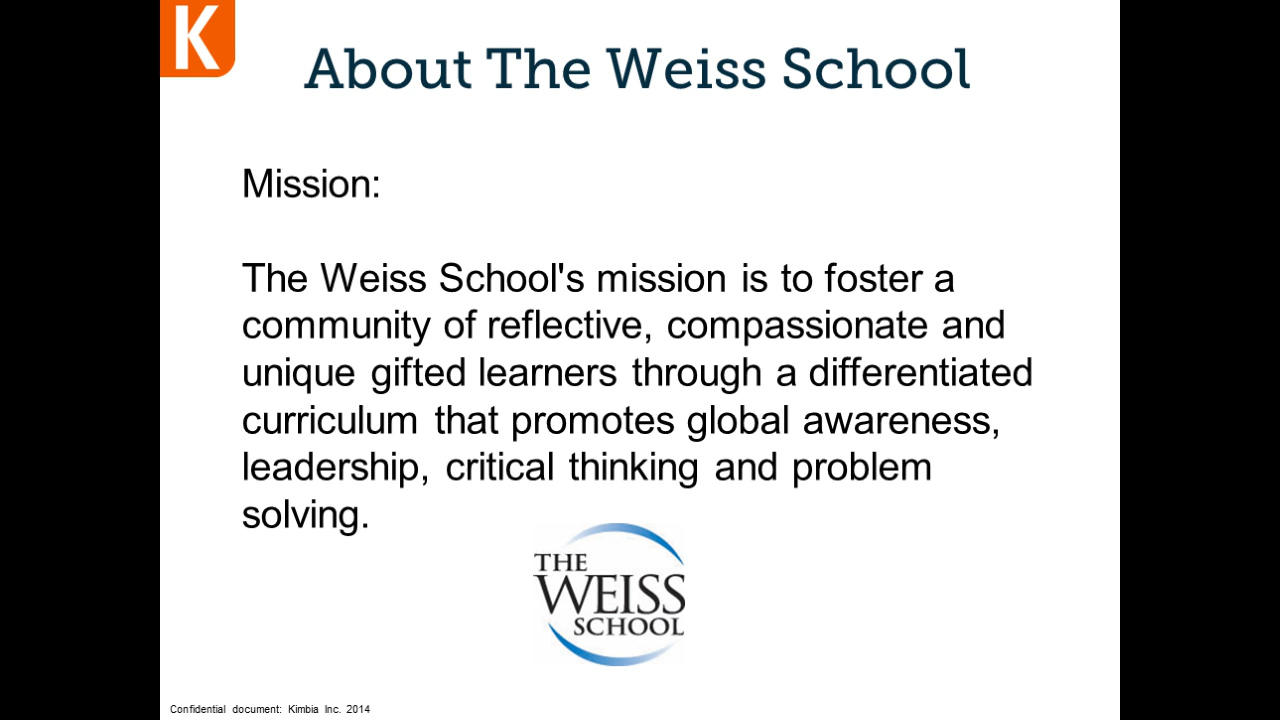 K
About The Weiss School
Mission:
The Weiss School's mission is to foster a
community of reflective, compassionate and
unique gifted learners through a differentiated
curriculum that promotes global awareness,
leadership, critical thinking and problem
solving.
THE
WEISS
SCHOOL
Confidential document: Kimbia Inc. 2014